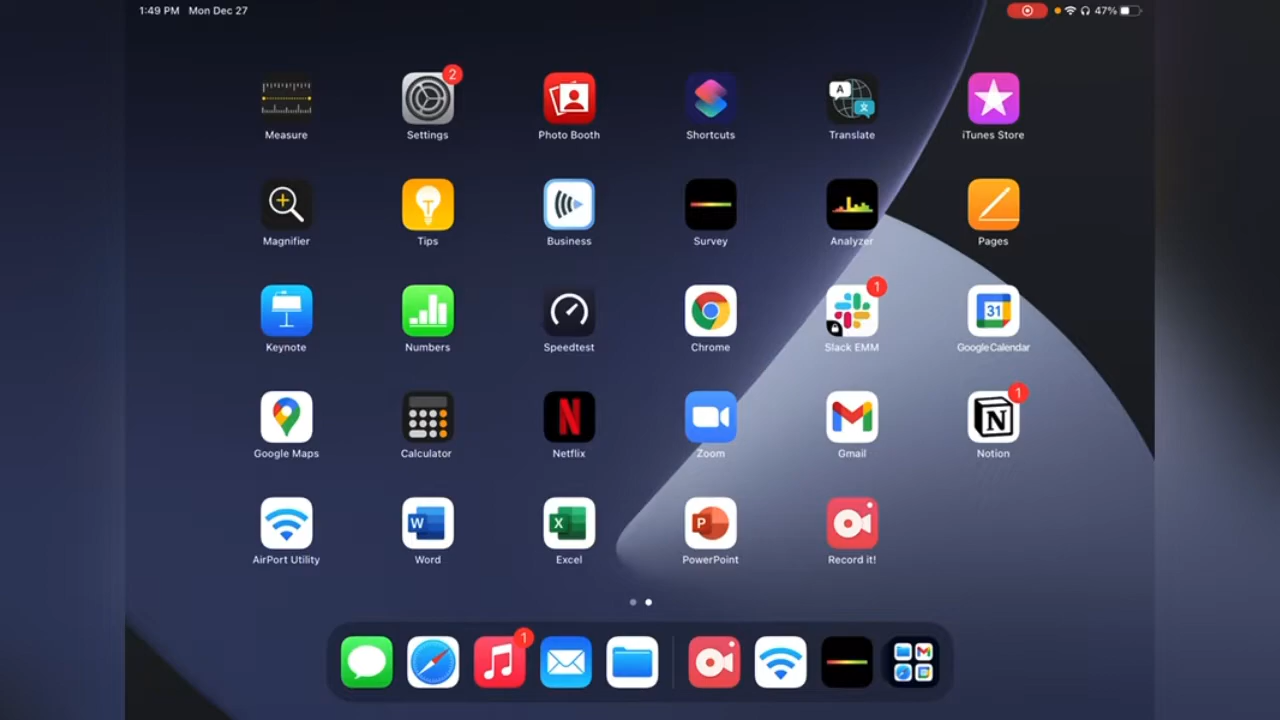 1:49 PM Mon Dec 27
47%
2
Measure Settings Photo Booth Shortcuts Translate iTunes Store
Magnifier Tips Business Survey Analyzer Pages
1
31
Keynote Numbers Speedtest Chrome Slack EMM Google Calendar
1
Google Maps Calculator Netflix Zoom Gmail Notion
AirPort Utility Word Excel PowerPoint Record it!
1